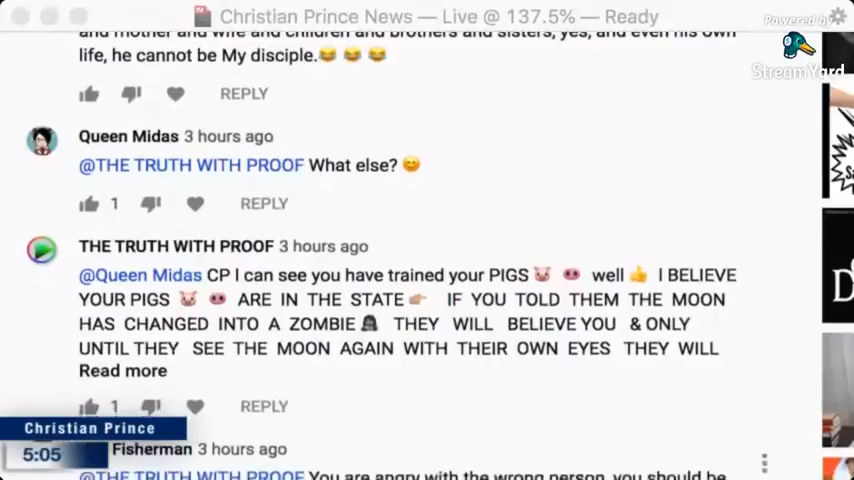 Christian Prince News — Live @ 137.5% — Ready
Powered by
StreamYard
and mother and wife and children and brothers and sisters, yes, and even his own
life, he cannot be My disciple.😂 😂 😂
REPLY
Queen Midas 3 hours ago
@THE TRUTH WITH PROOF What else? 😊
1 REPLY
THE TRUTH WITH PROOF 3 hours ago
@Queen Midas CP I can see you have trained your PIGS🐷 🐽 well👍 I BELIEVE
YOUR PIGS 🐷 🐽 ARE IN THE STATE👉🏼 IF YOU TOLD THEM THE MOON
HAS CHANGED INTO A ZOMBIE🧟 THEY WILL BELIEVE YOU & ONLY
UNTIL THEY SEE THE MOON AGAIN WITH THEIR OWN EYES THEY WILL
Read more
1 REPLY
Christian Prince
5:05
Fisherman 3 hours ago
@THE TRUTH WITH PROOF You are angry with the wrong person, you should be